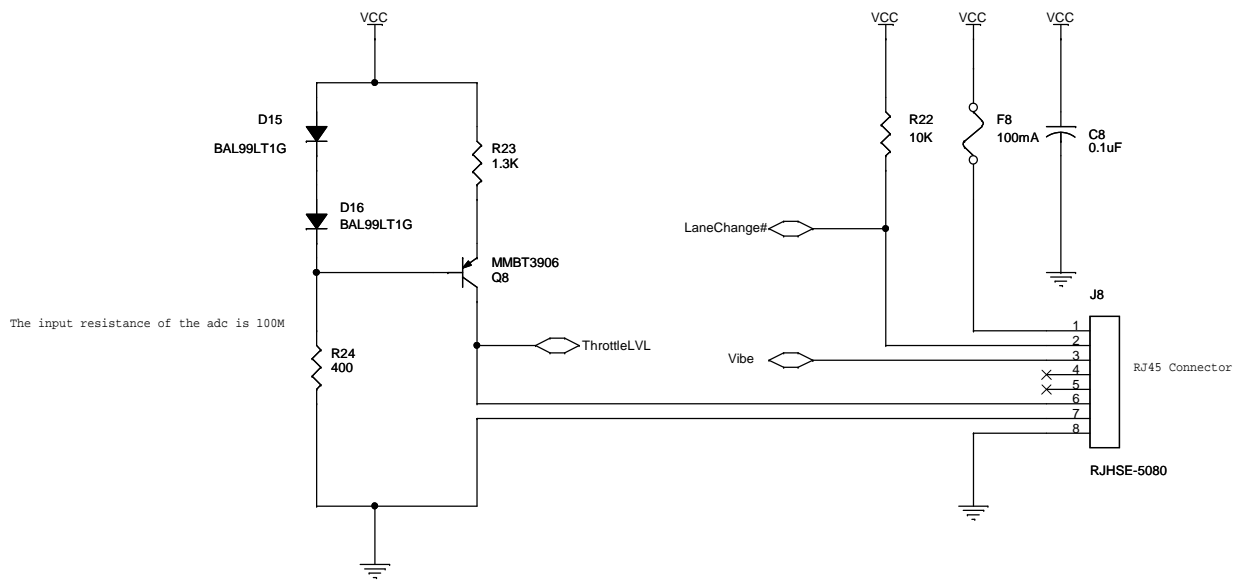 VCC
VCC
VCC
VCC
D15
BAL99LT1G
R23
1.3K
R22
10K
F8
100mA
C8
0.1uF
D16
BAL99LT1G
LaneChange#
MMBT3906
Q8
J8
The input resistance of the adc is 100M
ThrottleLVL
R24
400
Vibe
1
2
3
4
5
6
7
8
RJ45 Connector
RJHSE-5080